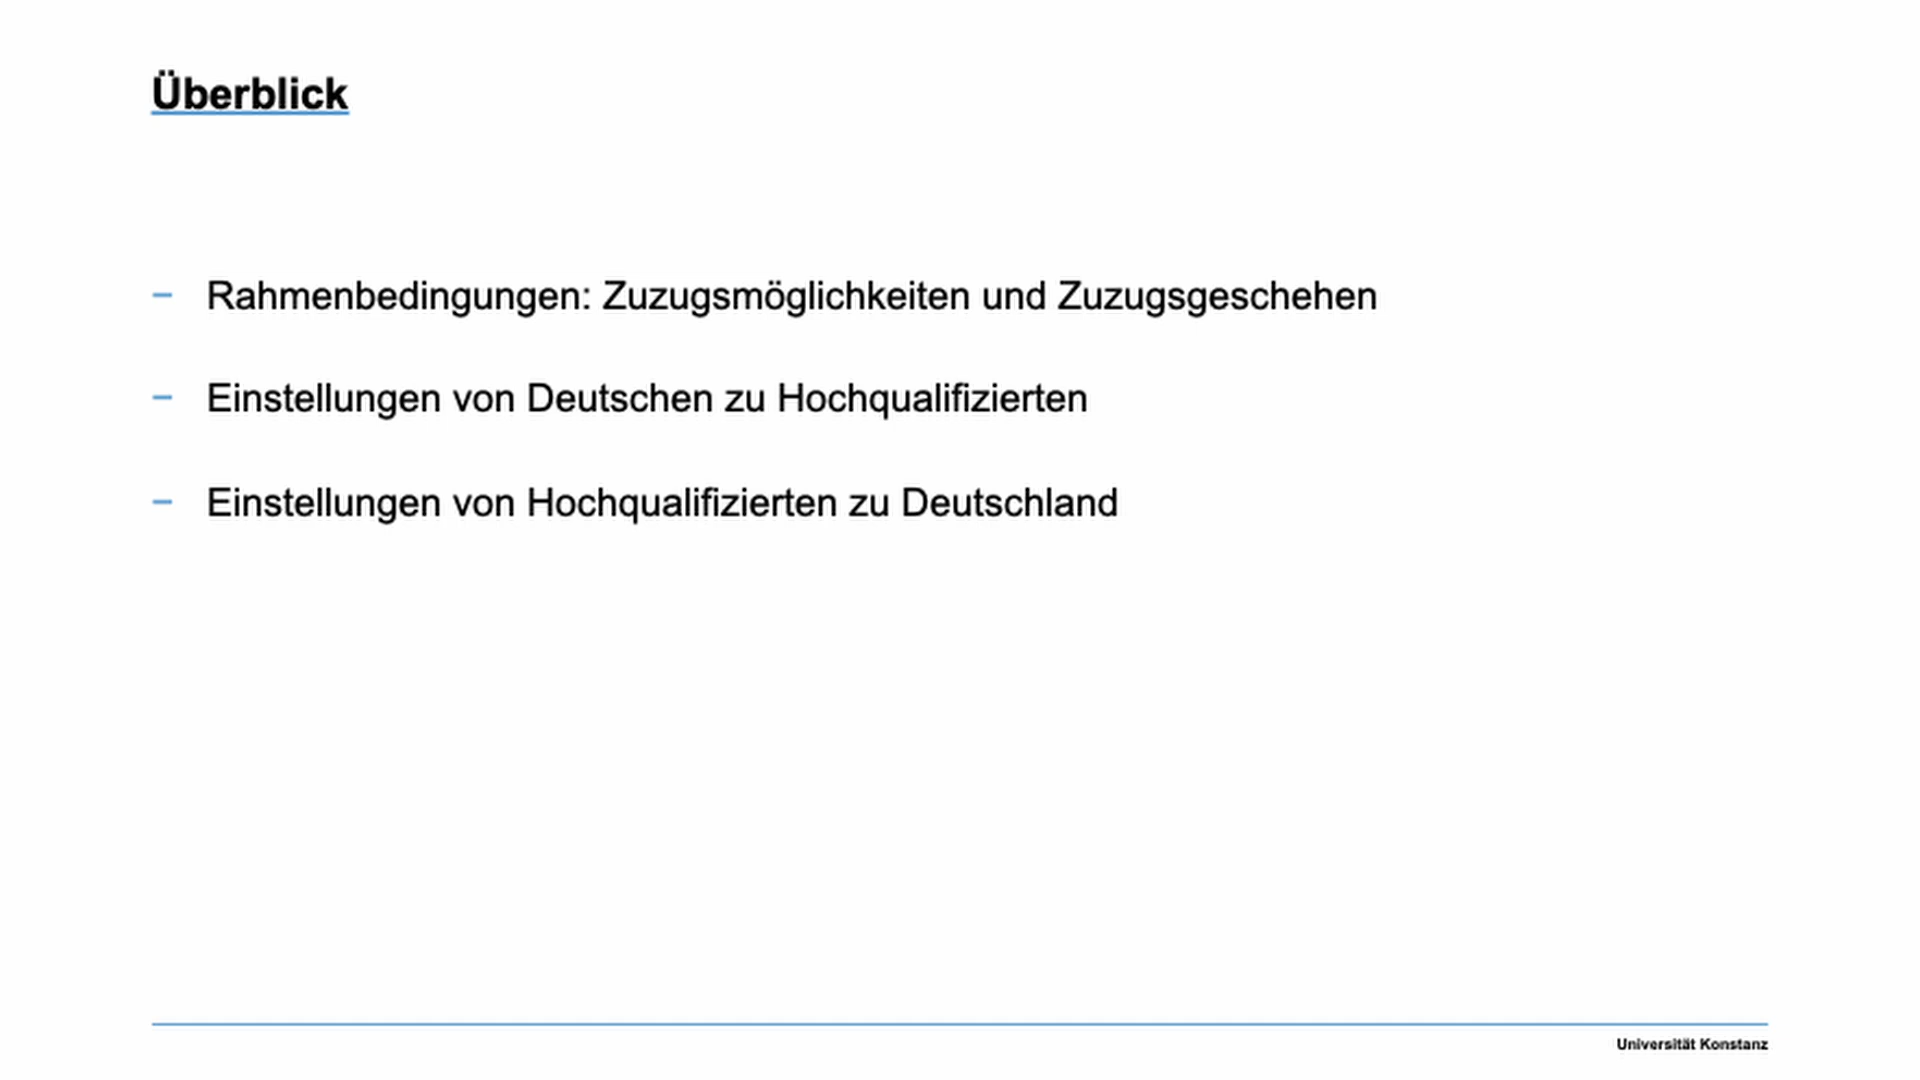 Überblick
– Rahmenbedingungen: Zuzugsmöglichkeiten und Zuzugsgeschehen
– Einstellungen von Deutschen zu Hochqualifizierten
– Einstellungen von Hochqualifizierten zu Deutschland
Universität Konstanz